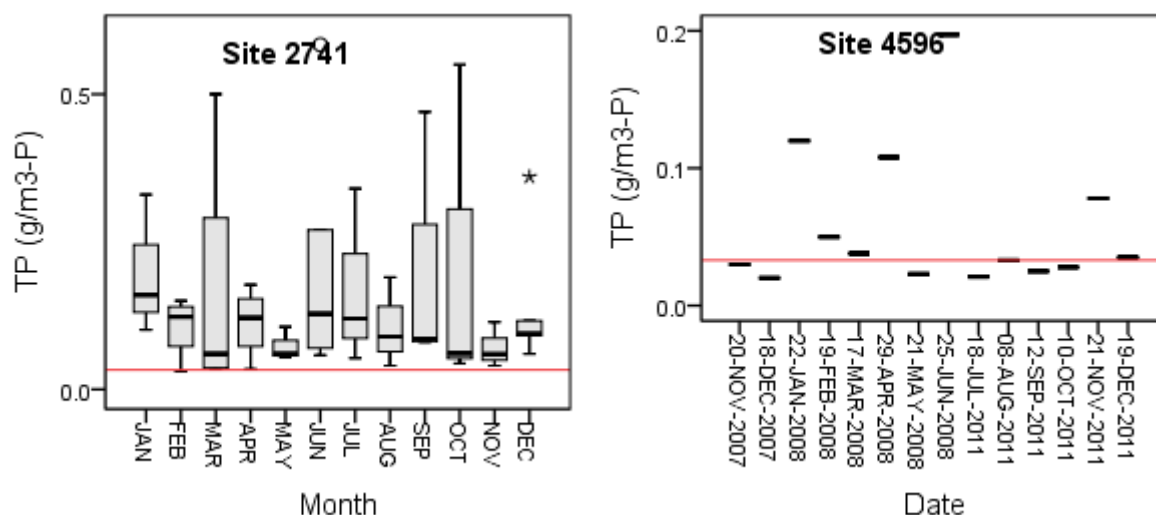 Site 2741
TP (g/m3-P)
0.5
0.0
JAN
FEB
MAR
APR
MAY
JUN
JUL
AUG
SEP
OCT
NOV
DEC
Month
Site 4596
TP (g/m3-P)
0.2
0.1
0.0
20-NOV-2007
18-DEC-2007
22-JAN-2008
19-FEB-2008
17-MAR-2008
29-APR-2008
21-MAY-2008
25-JUN-2008
18-JUL-2011
08-AUG-2011
12-SEP-2011
10-OCT-2011
21-NOV-2011
19-DEC-2011
Date